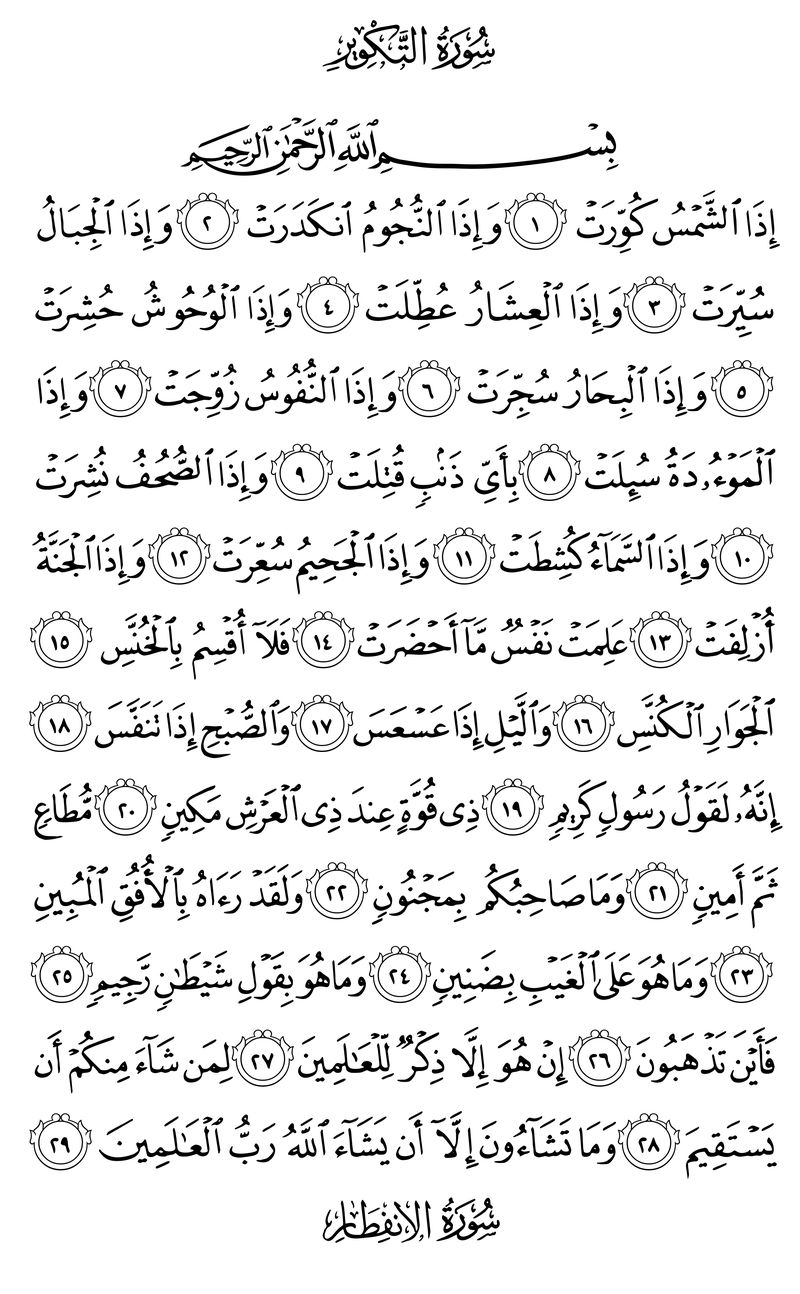 سُورَةُ التَّكْوِيرِ
بِسْمِ ٱللَّهِ ٱلرَّحْمَٰنِ ٱلرَّحِيمِ
إِذَا ٱلشَّمْسُ كُوِّرَتْ ١ وَإِذَا ٱلنُّجُومُ ٱنكَدَرَتْ ٢ وَإِذَا ٱلْجِبَالُ
سُيِّرَتْ ٣ وَإِذَا ٱلْعِشَارُ عُطِّلَتْ ٤ وَإِذَا ٱلْوُحُوشُ حُشِرَتْ
٥ وَإِذَا ٱلْبِحَارُ سُجِّرَتْ ٦ وَإِذَا ٱلنُّفُوسُ زُوِّجَتْ ٧ وَإِذَا
ٱلْمَوْءُۥدَةُ سُئِلَتْ ٨ بِأَىِّ ذَنۢبٍ قُتِلَتْ ٩ وَإِذَا ٱلصُّحُفُ نُشِرَتْ
١٠ وَإِذَا ٱلسَّمَآءُ كُشِطَتْ ١١ وَإِذَا ٱلْجَحِيمُ سُعِّرَتْ ١٢ وَإِذَا ٱلْجَنَّةُ
أُزْلِفَتْ ١٣ عَلِمَتْ نَفْسٌ مَّآ أَحْضَرَتْ ١٤ فَلَآ أُقْسِمُ بِٱلْخُنَّسِ ١٥
ٱلْجَوَارِ ٱلْكُنَّسِ ١٦ وَٱلَّيْلِ إِذَا عَسْعَسَ ١٧ وَٱلصُّبْحِ إِذَا تَنَفَّسَ ١٨
إِنَّهُۥ لَقَوْلُ رَسُولٍ كَرِيمٍ ١٩ ذِى قُوَّةٍ عِندَ ذِى ٱلْعَرْشِ مَكِينٍ ٢٠ مُّطَاعٍ
ثَمَّ أَمِينٍ ٢١ وَمَا صَاحِبُكُم بِمَجْنُونٍ ٢٢ وَلَقَدْ رَءَاهُ بِٱلْأُفُقِ ٱلْمُبِينِ
٢٣ وَمَا هُوَ عَلَى ٱلْغَيْبِ بِضَنِينٍ ٢٤ وَمَا هُوَ بِقَوْلِ شَيْطَٰنٍ رَّجِيمٍ ٢٥
فَأَيْنَ تَذْهَبُونَ ٢٦ إِنْ هُوَ إِلَّا ذِكْرٌ لِّلْعَٰلَمِينَ ٢٧ لِمَن شَآءَ مِنكُمْ أَن
يَسْتَقِيمَ ٢٨ وَمَا تَشَآءُونَ إِلَّآ أَن يَشَآءَ ٱللَّهُ رَبُّ ٱلْعَٰلَمِينَ ٢٩
سُورَةُ الِانفِطَارِ